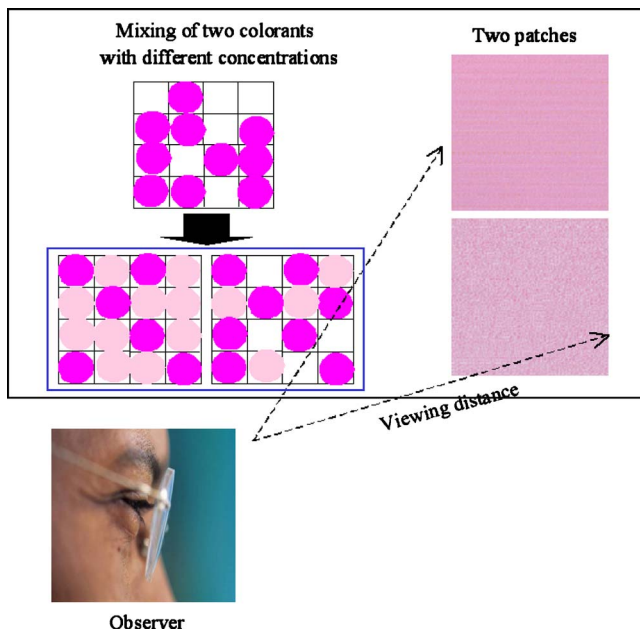 Mixing of two colorants
with different concentrations
Two patches
Viewing distance
Observer